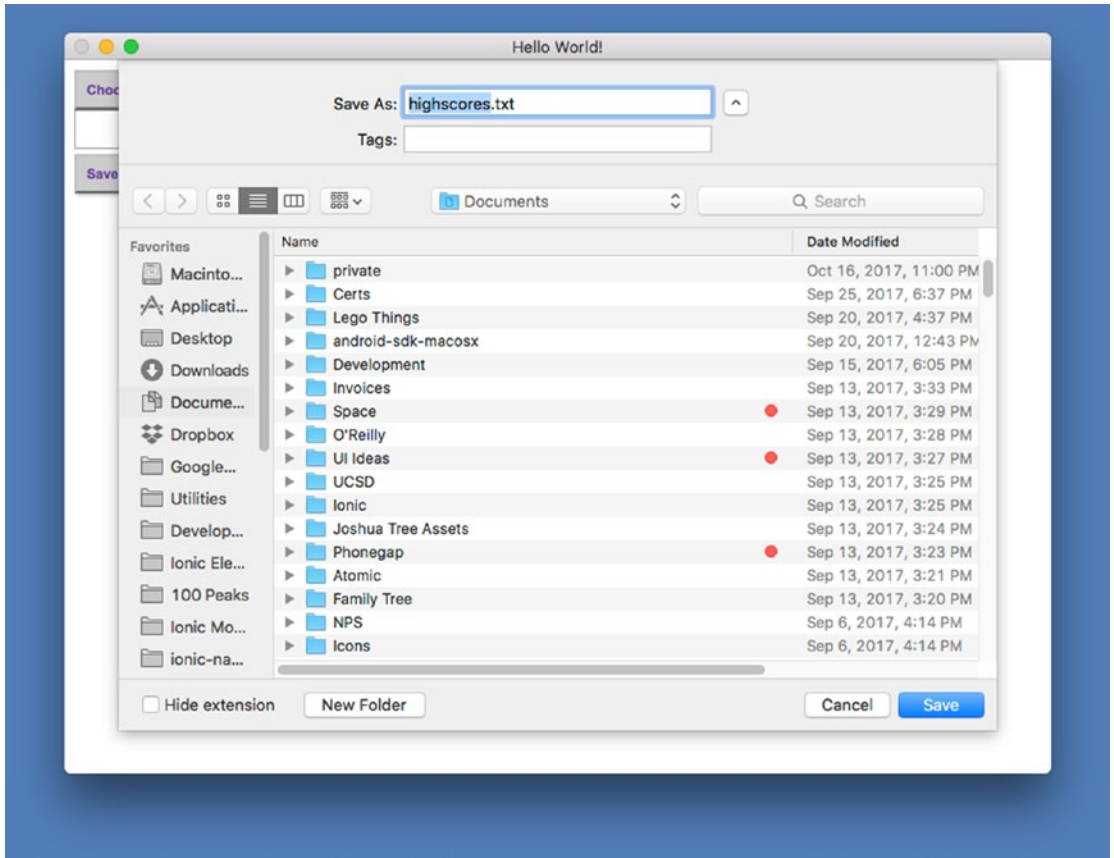 Hello World!
Choo
Save
Save As: highscores.txt
Tags:
Documents
Search
Favorites
Macinto...
Applicati...
Desktop
Downloads
Docume...
Dropbox
Google...
Utilities
Develop...
Ionic Ele...
100 Peaks
Ionic Mo...
ionic-na...
Name Date Modified
private Oct 16, 2017, 11:00 PM
Certs Sep 25, 2017, 6:37 PM
Lego Things Sep 20, 2017, 4:37 PM
android-sdk-macosx Sep 20, 2017, 12:43 PM
Development Sep 15, 2017, 6:05 PM
Invoices Sep 13, 2017, 3:33 PM
Space Sep 13, 2017, 3:29 PM
O'Reilly Sep 13, 2017, 3:28 PM
UI Ideas Sep 13, 2017, 3:27 PM
UCSD Sep 13, 2017, 3:25 PM
Ionic Sep 13, 2017, 3:25 PM
Joshua Tree Assets Sep 13, 2017, 3:24 PM
Phonegap Sep 13, 2017, 3:23 PM
Atomic Sep 13, 2017, 3:21 PM
Family Tree Sep 13, 2017, 3:20 PM
NPS Sep 6, 2017, 4:14 PM
Icons Sep 6, 2017, 4:14 PM
Hide extension New Folder Cancel Save